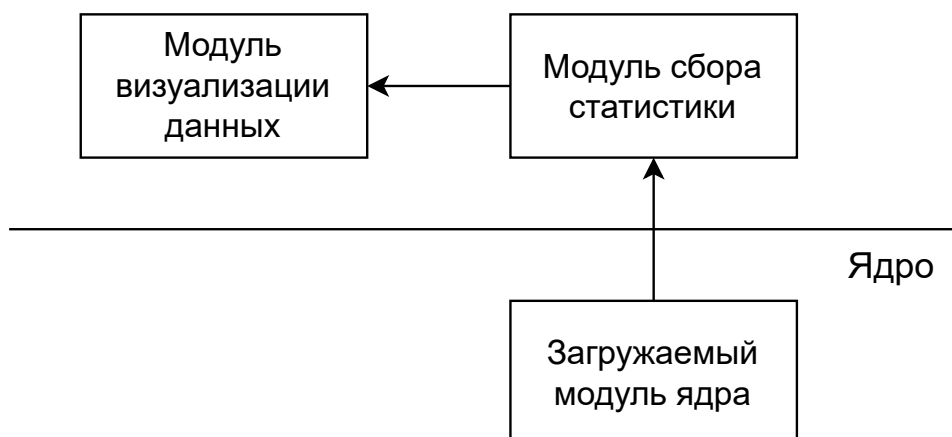 Модуль
визуализации
данных
Модуль сбора
статистики
Ядро
Загружаемый
модуль ядра